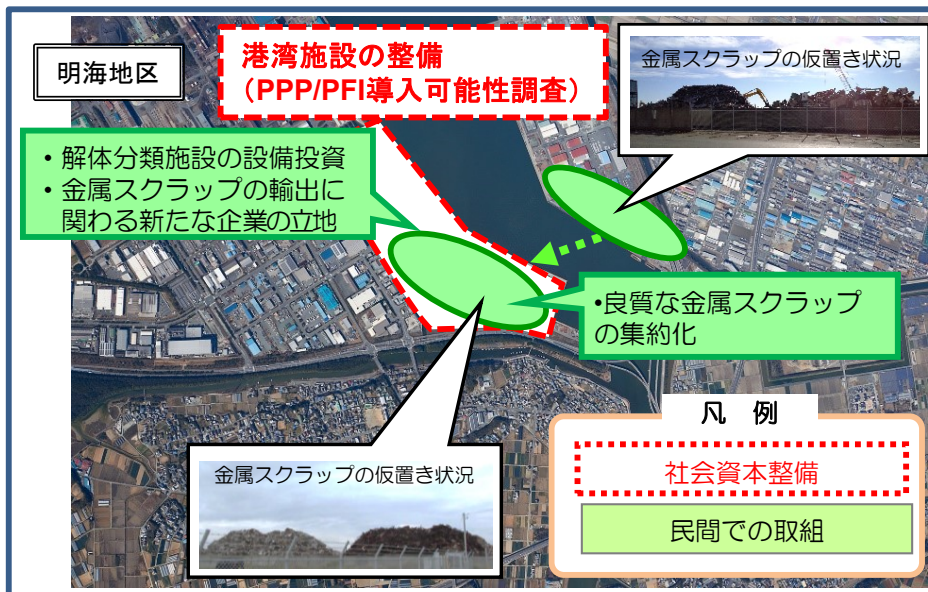 明海地区
港湾施設の整備
（PPP/PFI導入可能性調査）
金属スクラップの仮置き状況
・解体分類施設の設備投資
・金属スクラップの輸出に
関わる新たな企業の立地
•良質な金属スクラップ
の集約化
金属スクラップの仮置き状況
凡 例
社会資本整備
民間での取組